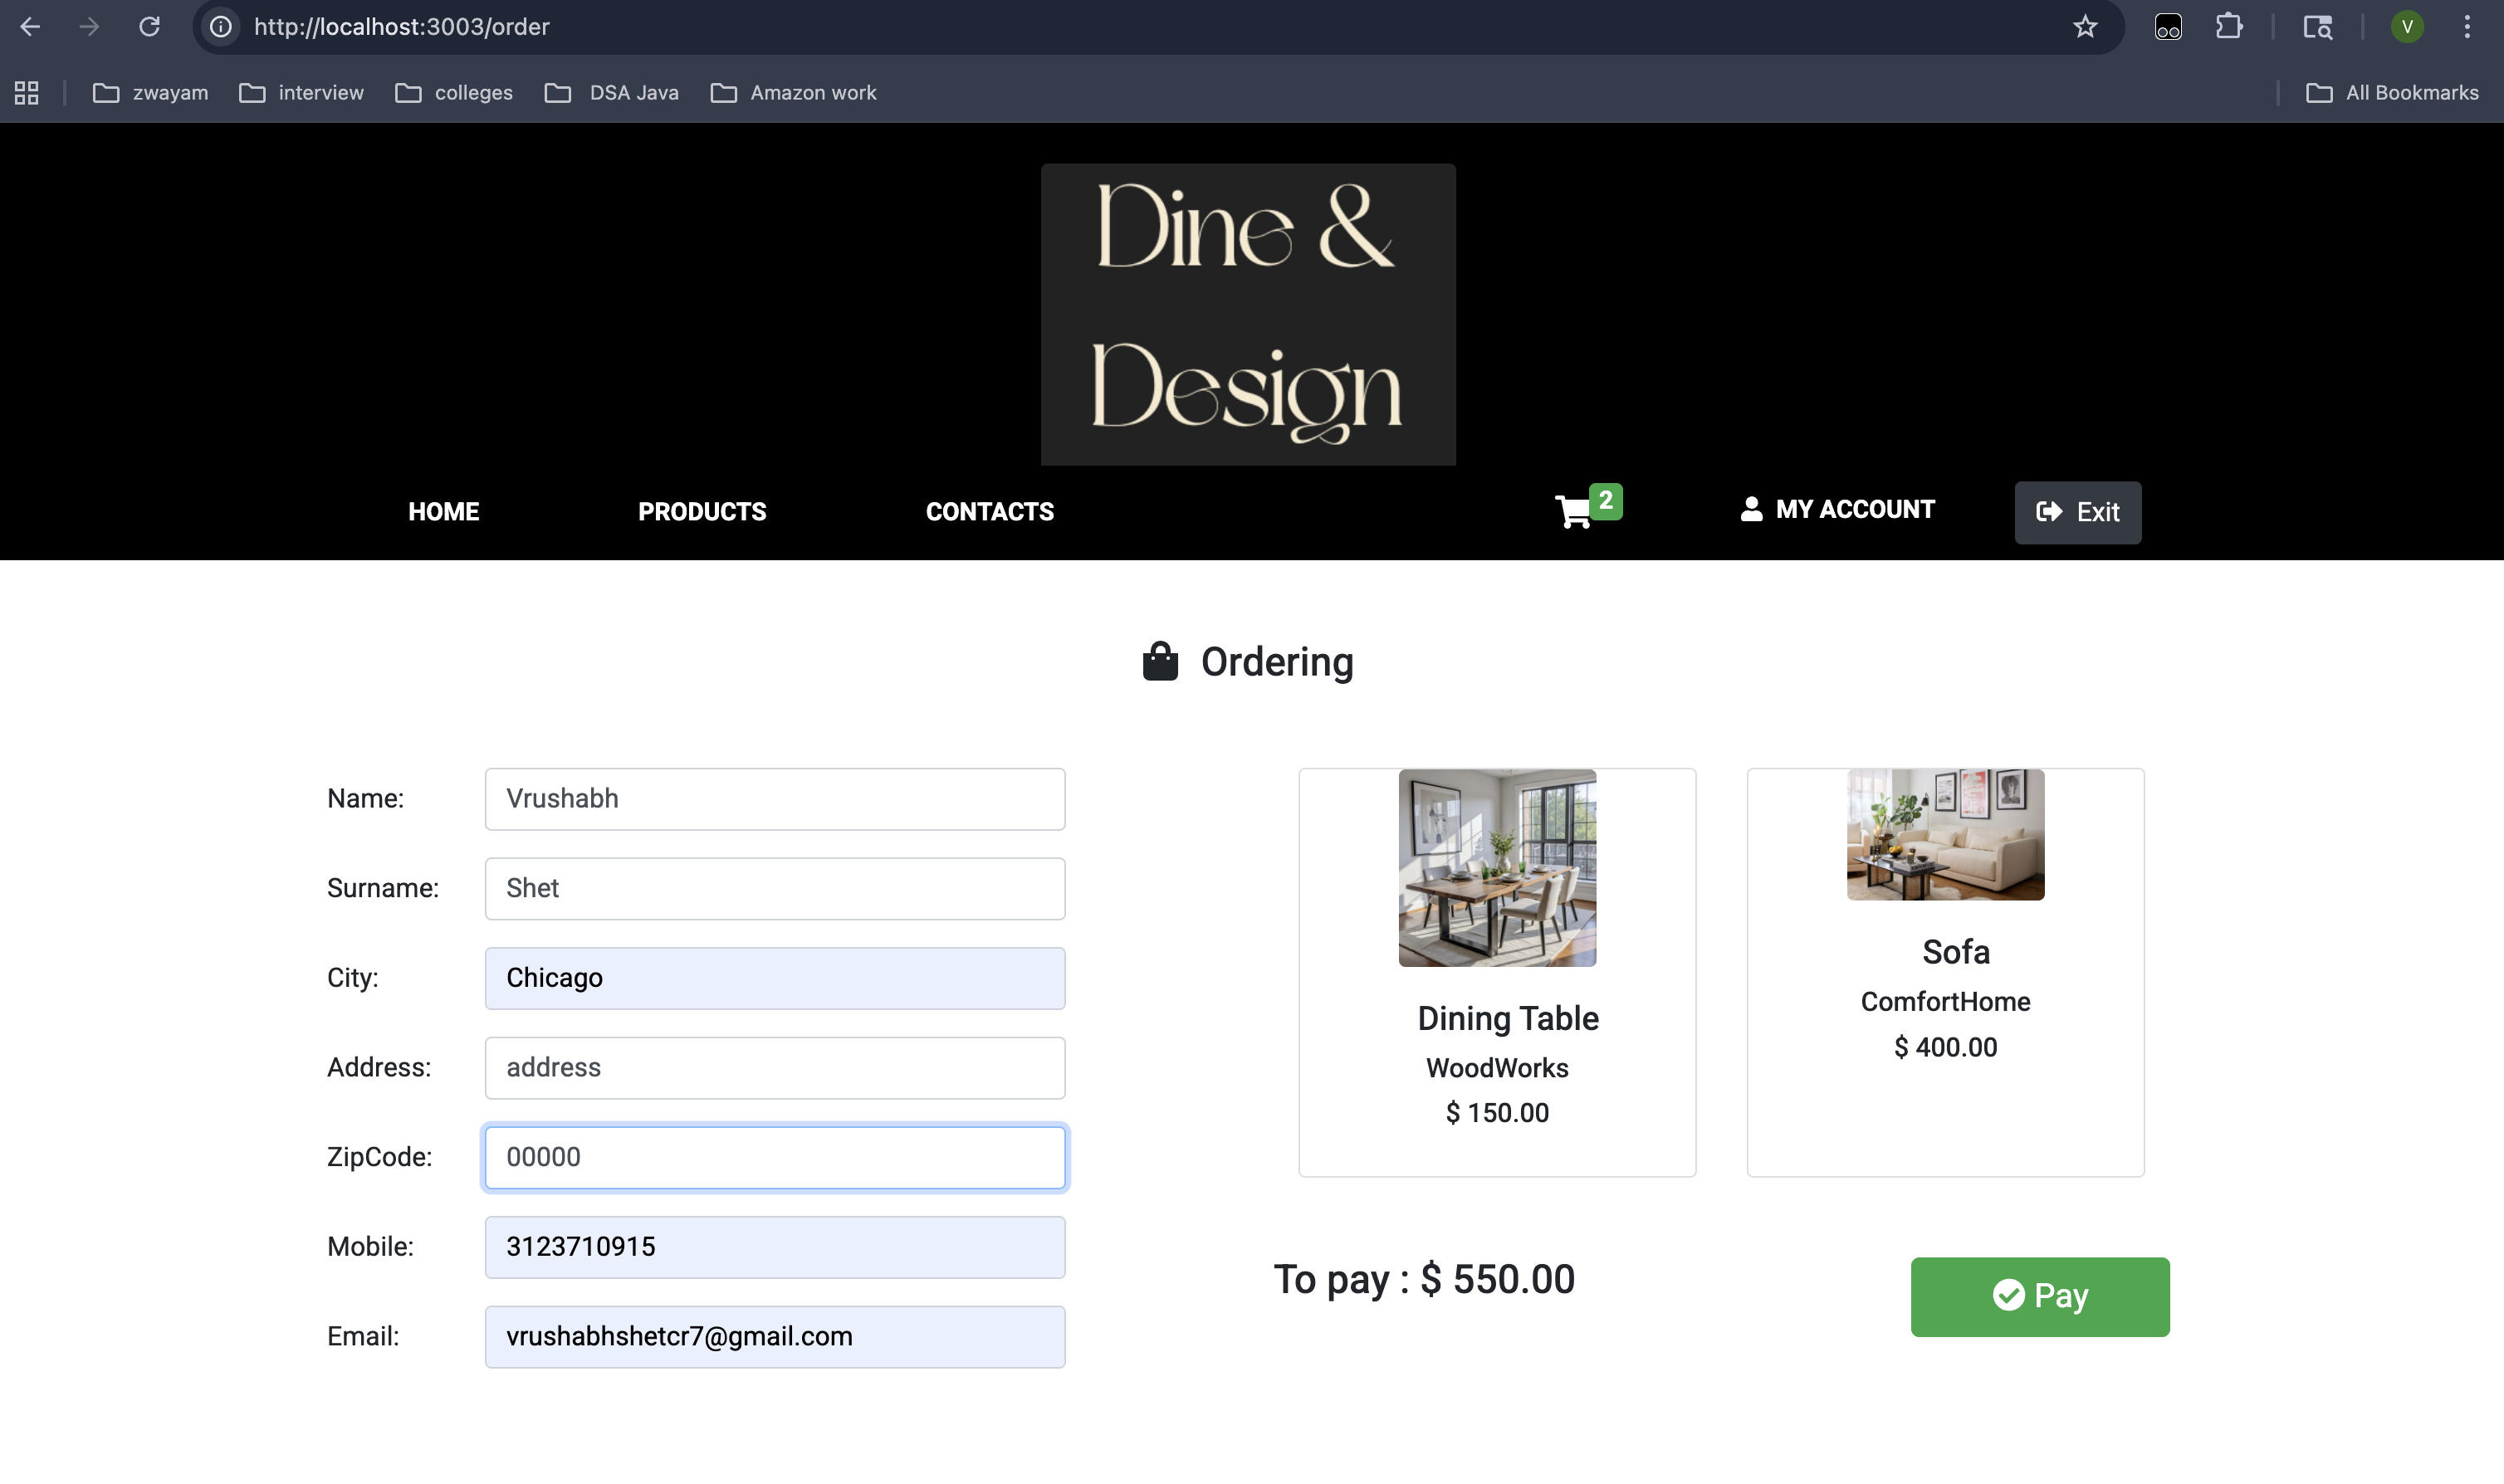 http://localhost:3003/order
V
zwayam
interview
colleges
DSA Java
Amazon work
All Bookmarks
Dine &
Design
HOME
PRODUCTS
CONTACTS
2
MY ACCOUNT
Exit
Ordering
Name: Vrushabh
Surname: Shet
City: Chicago
Address: address
ZipCode: 00000
Mobile: 3123710915
Email: vrushabhshetcr7@gmail.com
Dining Table
WoodWorks
$ 150.00
Sofa
ComfortHome
$ 400.00
To pay : $ 550.00
Pay